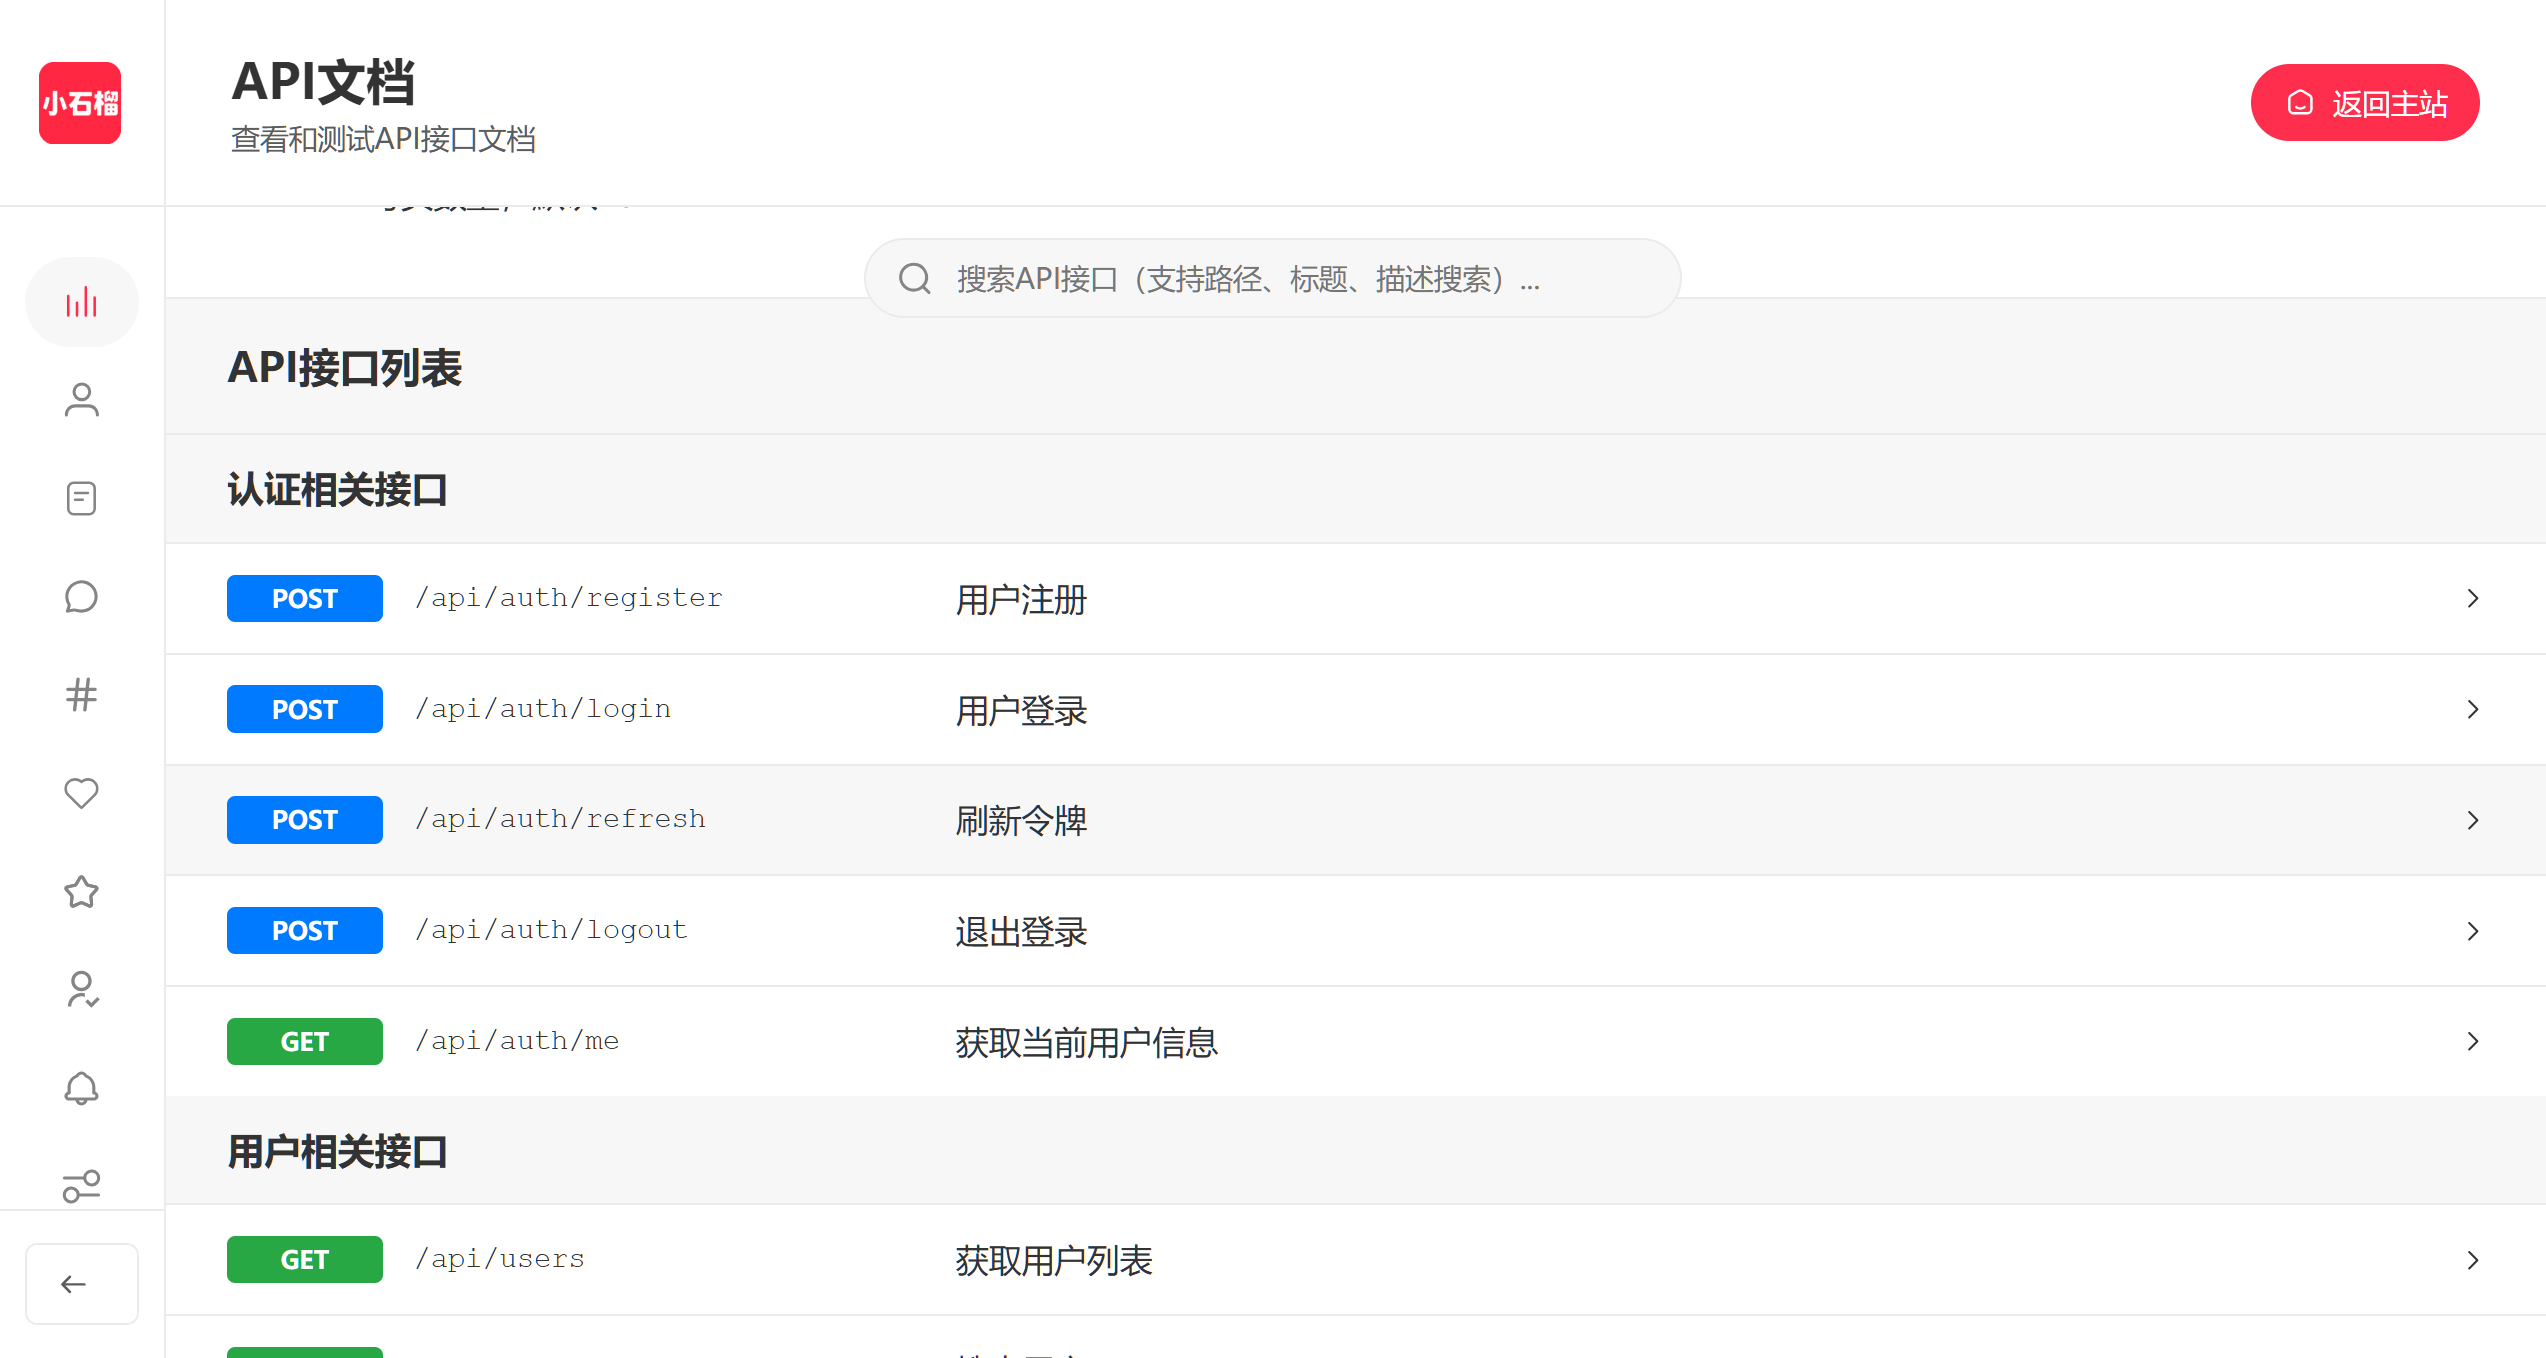 小石榴
API文档
查看和测试API接口文档
返回主站
搜索API接口（支持路径、标题、描述搜索）...
API接口列表
认证相关接口
POST /api/auth/register 用户注册
POST /api/auth/login 用户登录
POST /api/auth/refresh 刷新令牌
POST /api/auth/logout 退出登录
GET /api/auth/me 获取当前用户信息
用户相关接口
GET /api/users 获取用户列表